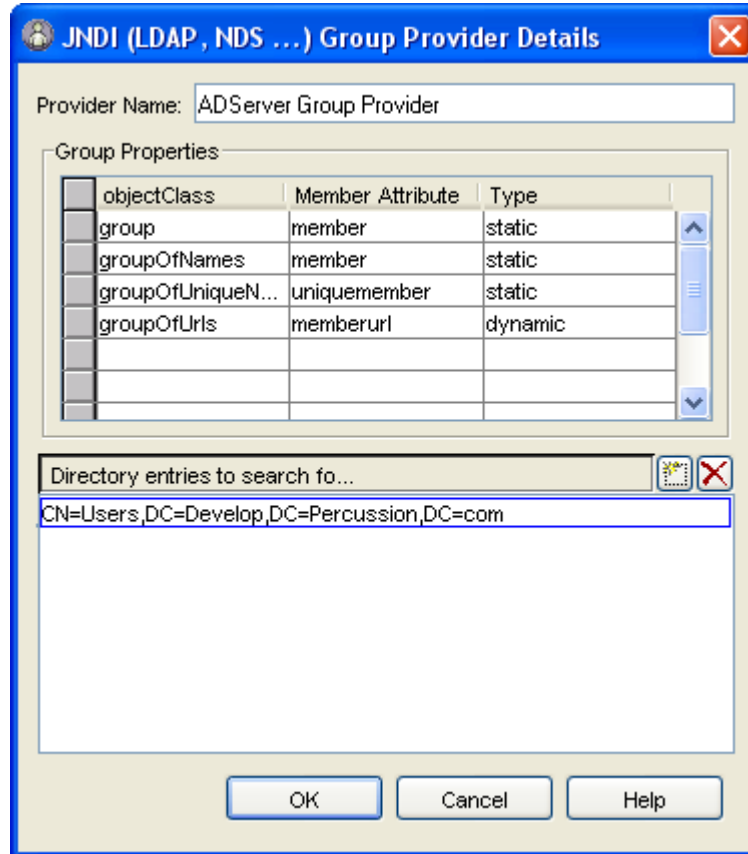 JNDI (LDAP, NDS ...) Group Provider Details
Provider Name: ADServer Group Provider
Group Properties
objectClass Member Attribute Type
group member static
groupOfNames member static
groupOfUniqueN... uniquemember static
groupOfUrls memberurl dynamic
Directory entries to search fo...
CN=Users,DC=Develop,DC=Percussion,DC=com
OK Cancel Help